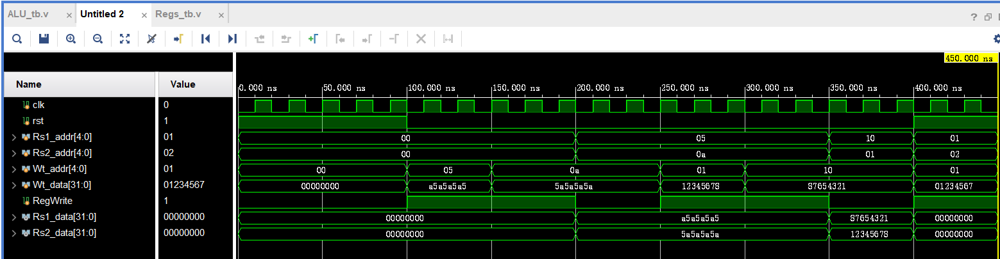 ALU_tb.v × Untitled 2 × Regs_tb.v ×
?
450.000 ns
Name Value
0.000 ns 50.000 ns 100.000 ns 150.000 ns 200.000 ns 250.000 ns 300.000 ns 350.000 ns 400.000 ns
clk 0
rst 1
Rs1_addr[4:0] 01 00 05 10 01
Rs2_addr[4:0] 02 00 0a 01 02
Wt_addr[4:0] 01 00 05 0a 01 10 01
Wt_data[31:0] 01234567 00000000 a5a5a5a5 5a5a5a5a 12345678 87654321 01234567
RegWrite 1
Rs1_data[31:0] 00000000 00000000 a5a5a5a5 87654321 00000000
Rs2_data[31:0] 00000000 00000000 5a5a5a5a 12345678 00000000